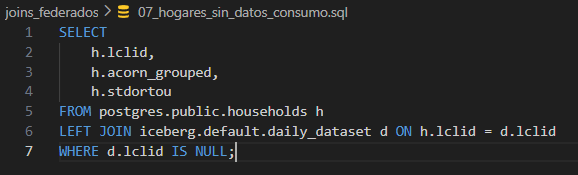 joins_federados > 07_hogares_sin_datos_consumo.sql
1 SELECT
2 h.lclid,
3 h.acorn_grouped,
4 h.stdortou
5 FROM postgres.public.households h
6 LEFT JOIN iceberg.default.daily_dataset d ON h.lclid = d.lclid
7 WHERE d.lclid IS NULL;